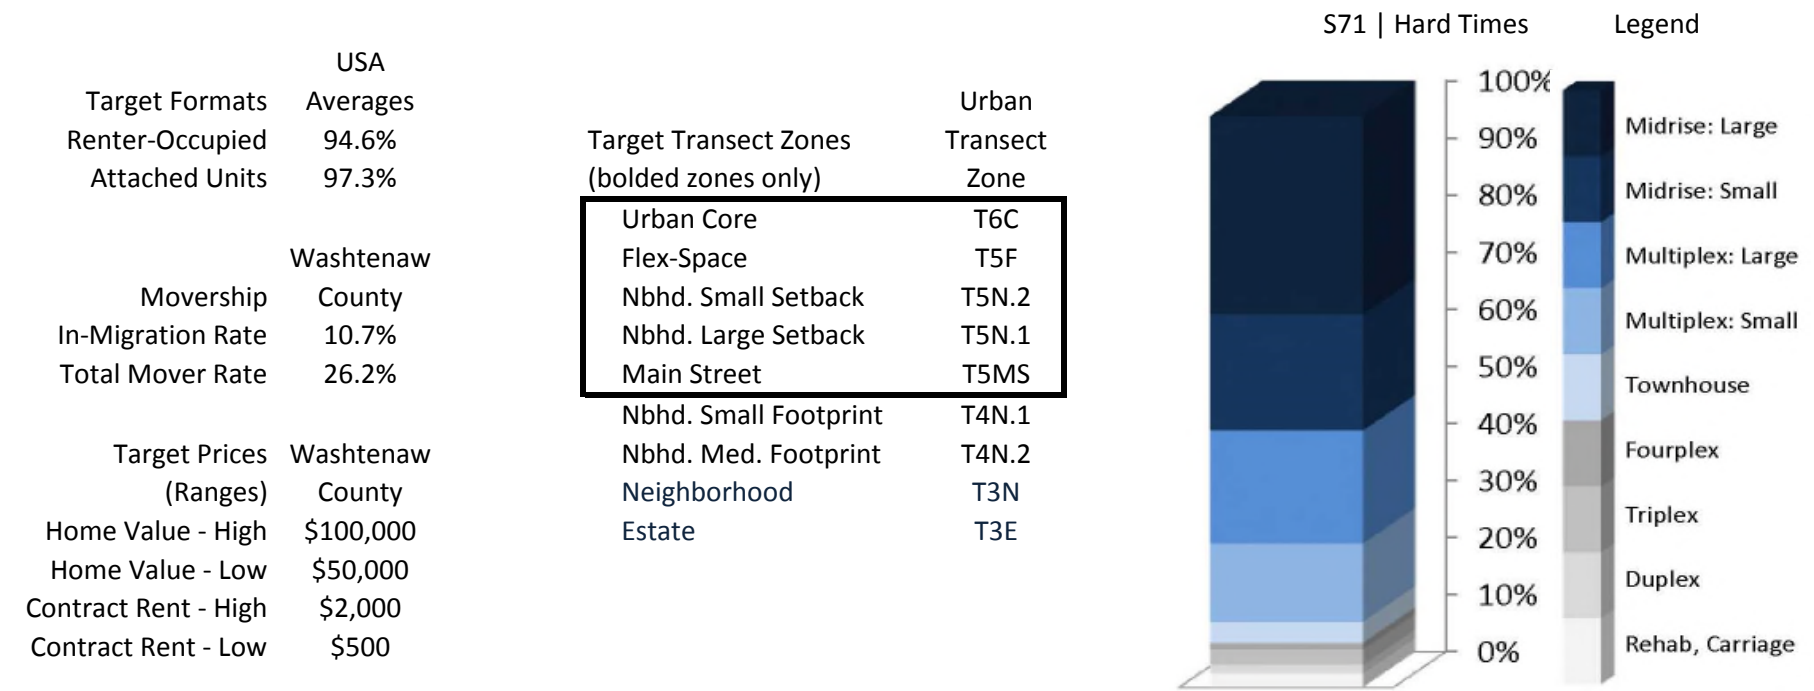 S71 | Hard Times
Legend
USA
Target Formats Averages
Renter-Occupied 94.6%
Attached Units 97.3%
Washtenaw
Movership County
In-Migration Rate 10.7%
Total Mover Rate 26.2%
Target Prices Washtenaw
(Ranges) County
Home Value - High $100,000
Home Value - Low $50,000
Contract Rent - High $2,000
Contract Rent - Low $500
Urban
Target Transect Zones Transect
(bolded zones only) Zone
Urban Core T6C
Flex-Space T5F
Nbhd. Small Setback T5N.2
Nbhd. Large Setback T5N.1
Main Street T5MS
Nbhd. Small Footprint T4N.1
Nbhd. Med. Footprint T4N.2
Neighborhood T3N
Estate T3E
100%
90%
80%
70%
60%
50%
40%
30%
20%
10%
0%
Midrise: Large
Midrise: Small
Multiplex: Large
Multiplex: Small
Townhouse
Fourplex
Triplex
Duplex
Rehab, Carriage